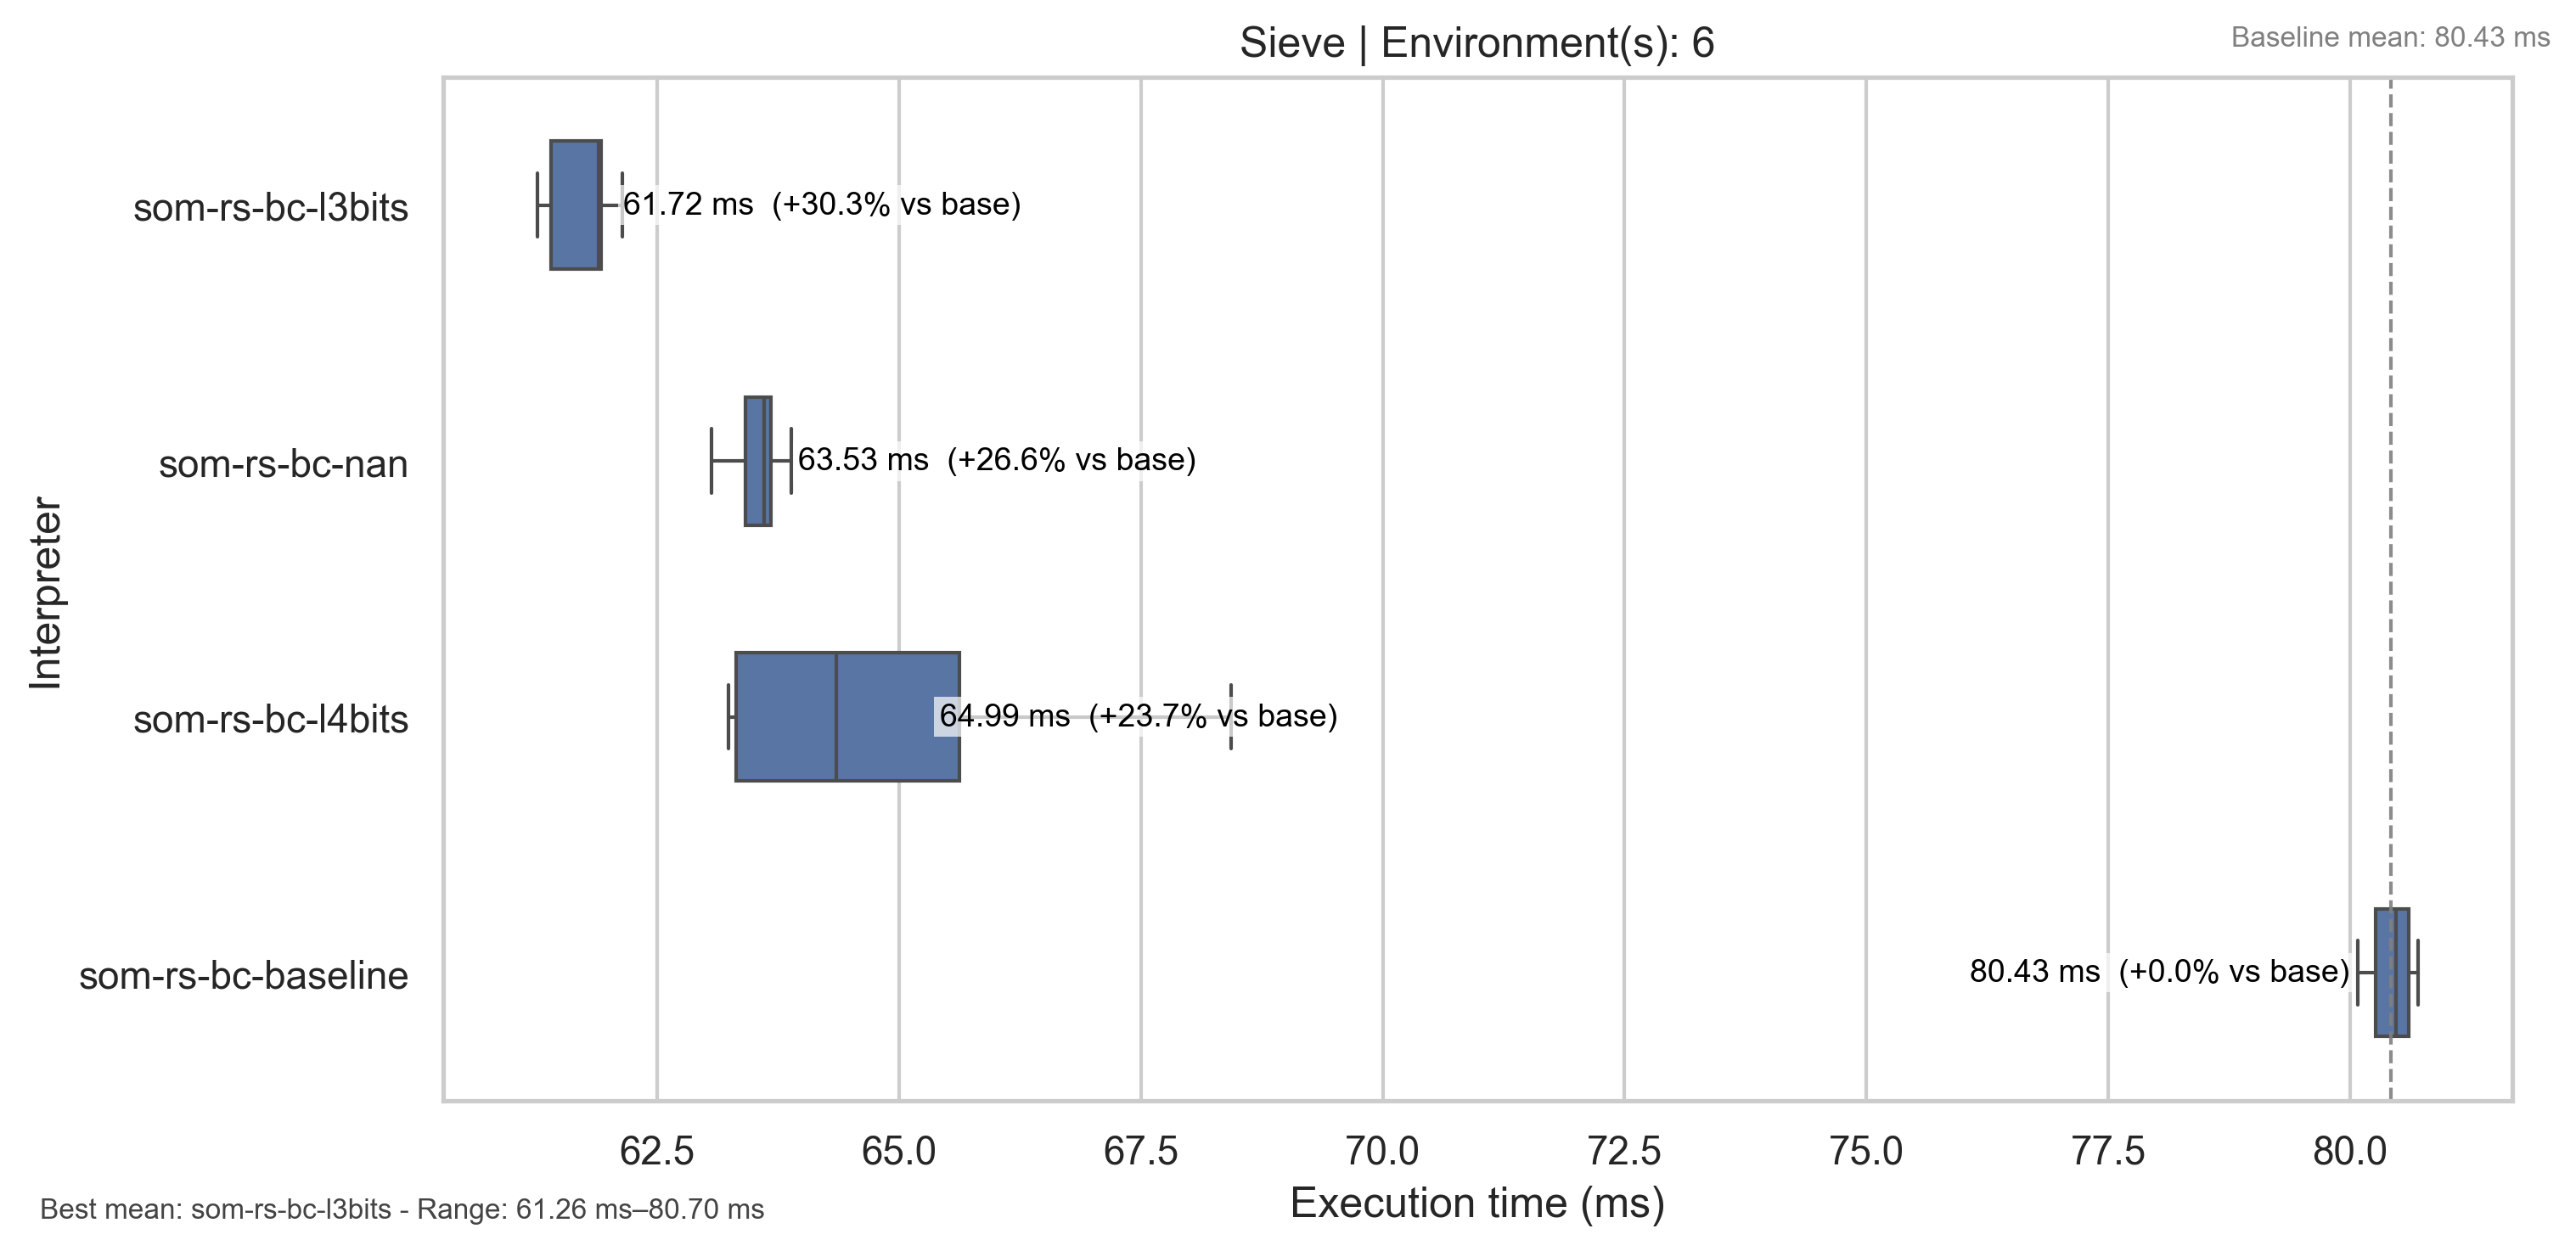 Sieve | Environment(s): 6
Baseline mean: 80.43 ms
Interpreter
som-rs-bc-l3bits
61.72 ms  (+30.3% vs base)
som-rs-bc-nan
63.53 ms  (+26.6% vs base)
som-rs-bc-l4bits
64.99 ms  (+23.7% vs base)
som-rs-bc-baseline
80.43 ms  (+0.0% vs base)
62.5 65.0 67.5 70.0 72.5 75.0 77.5 80.0
Execution time (ms)
Best mean: som-rs-bc-l3bits - Range: 61.26 ms–80.70 ms